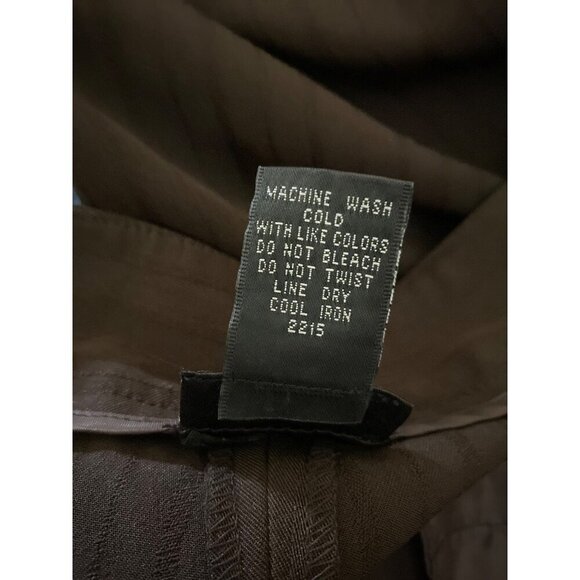 MACHINE WASH
COLD
WITH LIKE COLORS
DO NOT BLEACH
DO NOT TWIST
LINE DRY
COOL IRON
2215